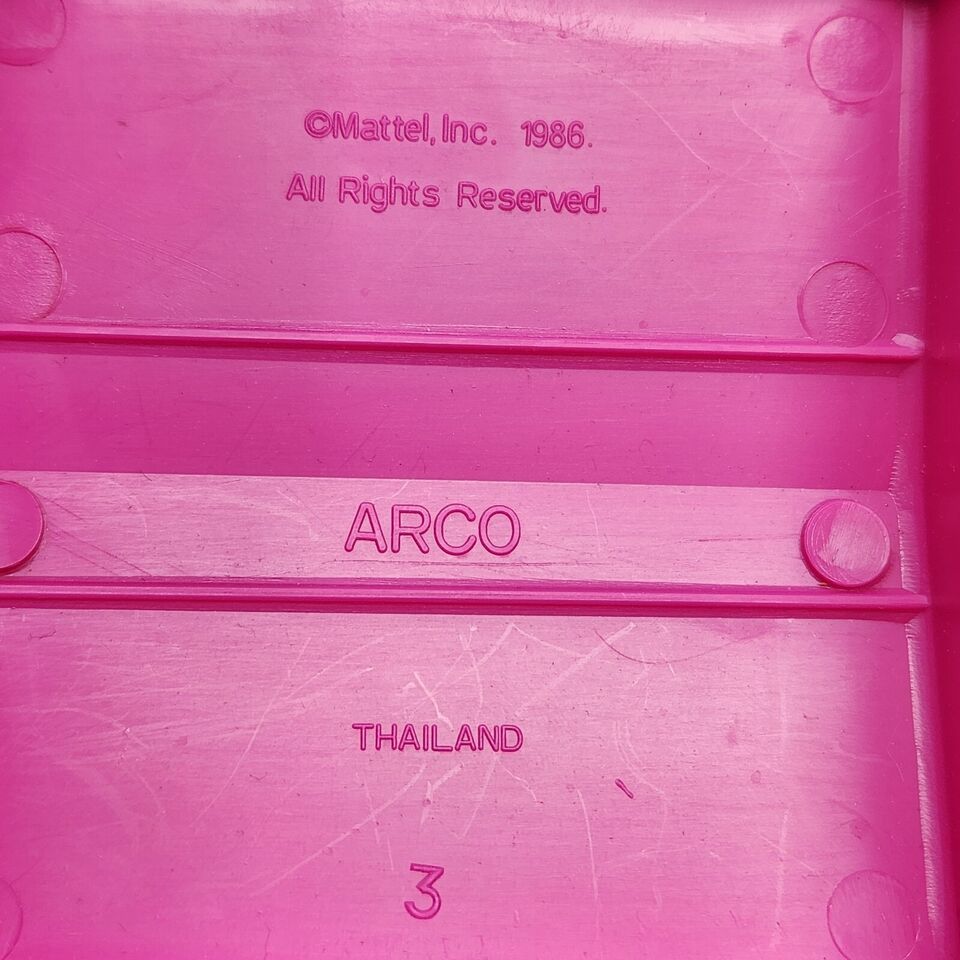 ©Mattel, Inc. 1986.
All Rights Reserved.
ARCO
THAILAND
3